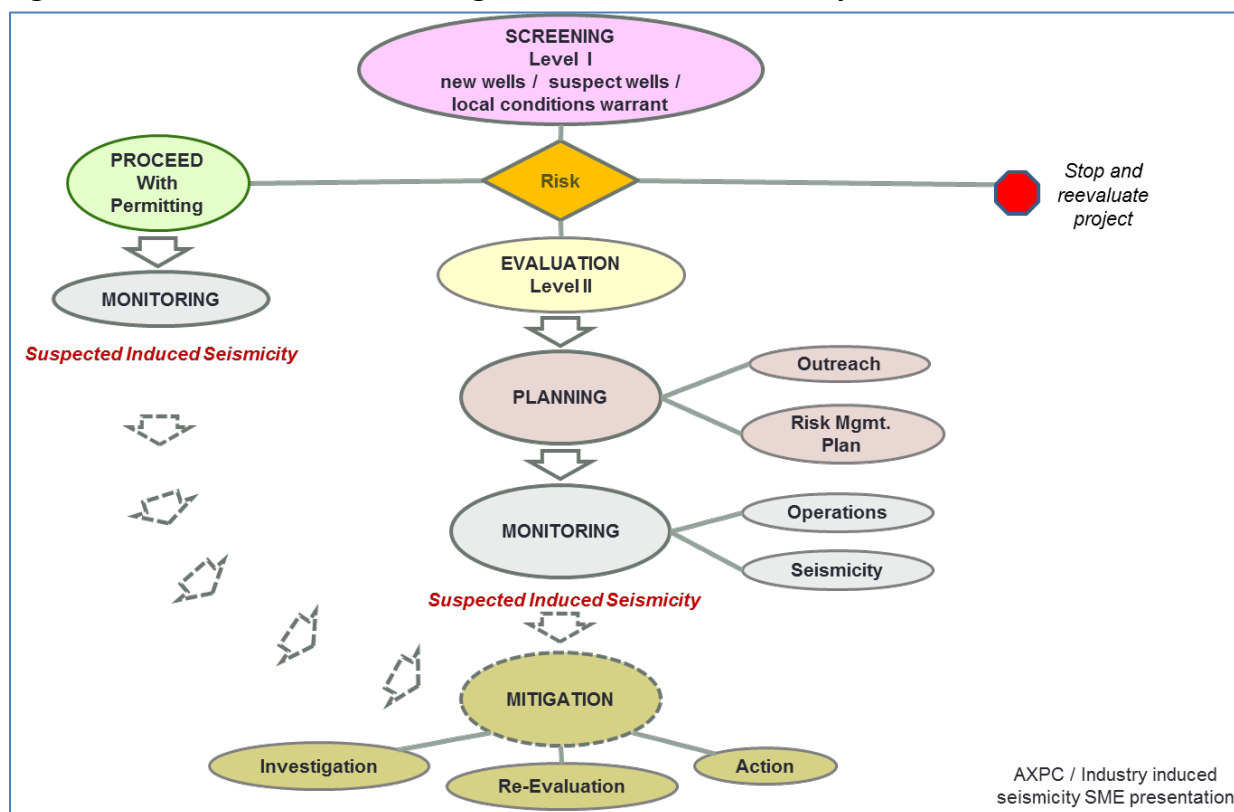 SCREENING
Level I
new wells / suspect wells /
local conditions warrant
PROCEED
With
Permitting
Risk
Stop and
reevaluate
project
EVALUATION
Level II
MONITORING
Suspected Induced Seismicity
PLANNING
Outreach
Risk Mgmt.
Plan
MONITORING
Operations
Seismicity
Suspected Induced Seismicity
MITIGATION
Investigation
Re-Evaluation
Action
AXPC / Industry induced
seismicity SME presentation